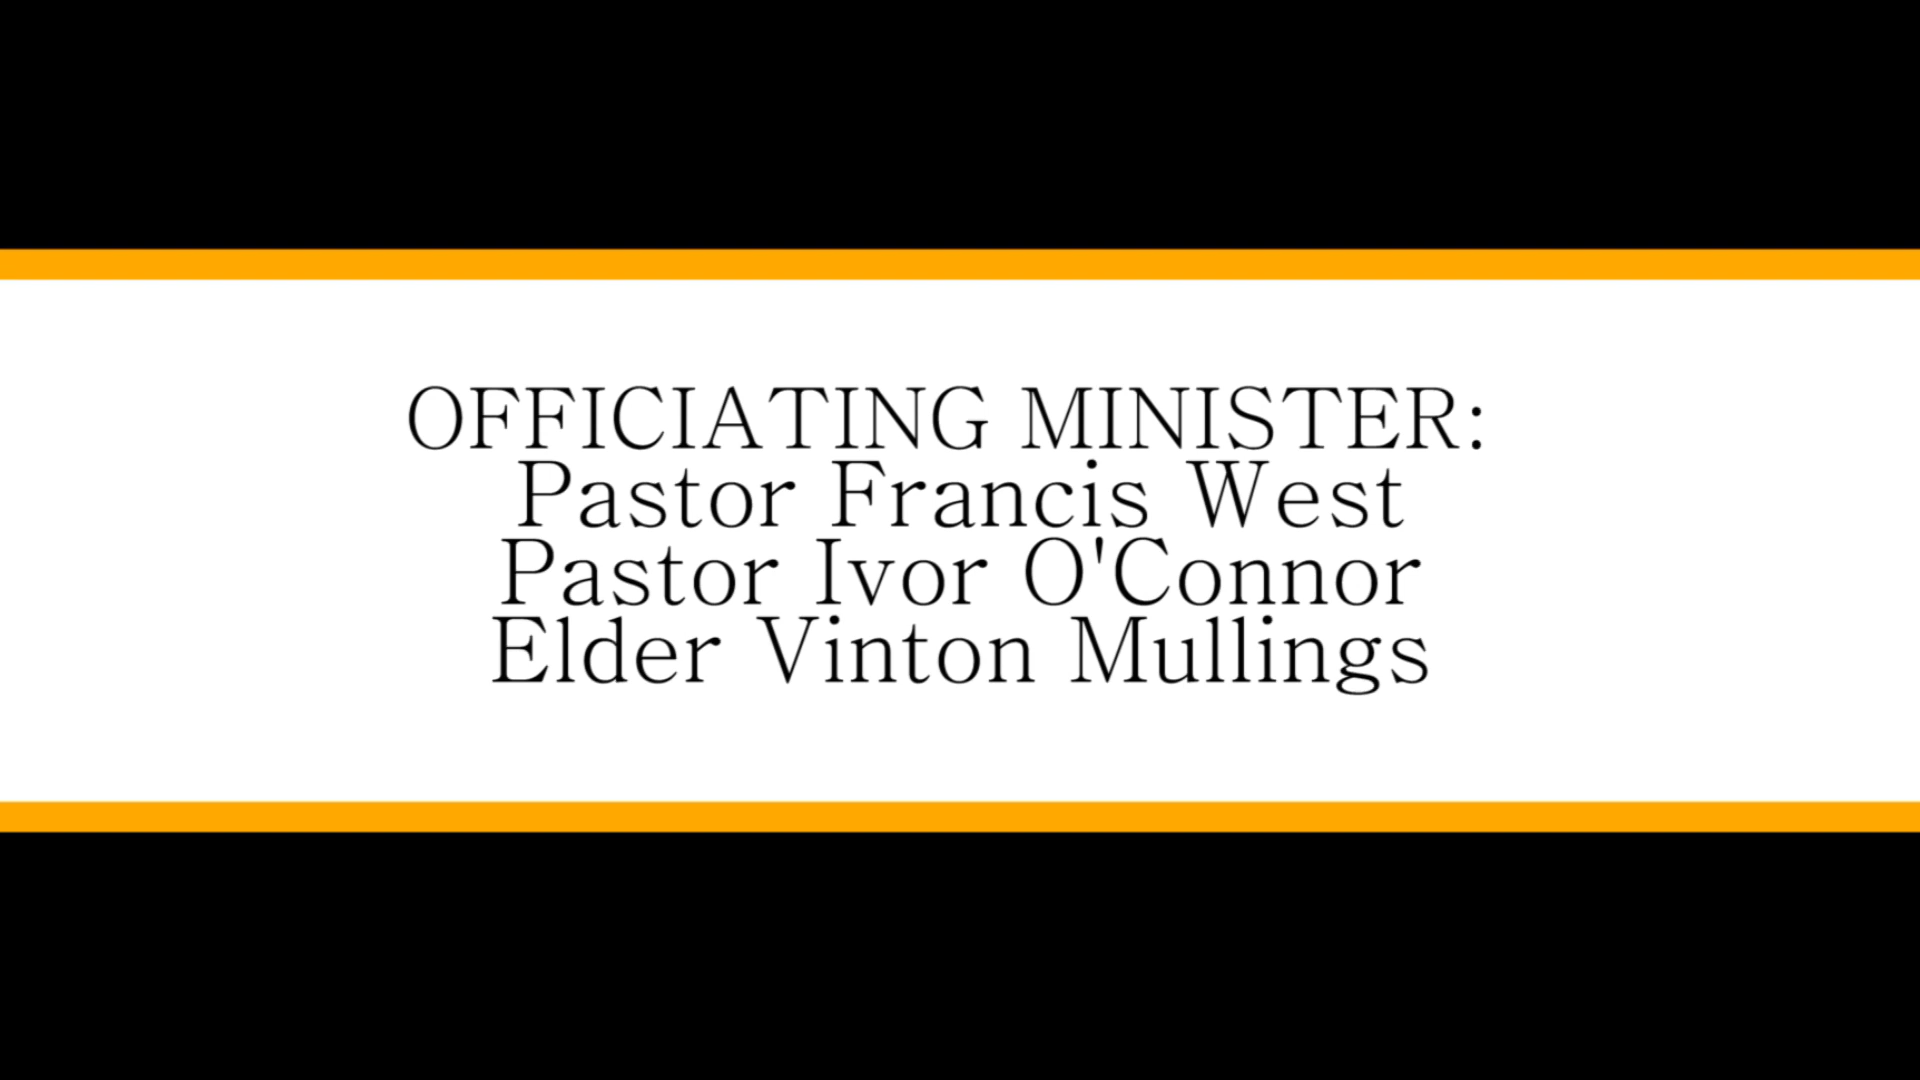 OFFICIATING MINISTER:
Pastor Francis West
Pastor Ivor O'Connor
Elder Vinton Mullings